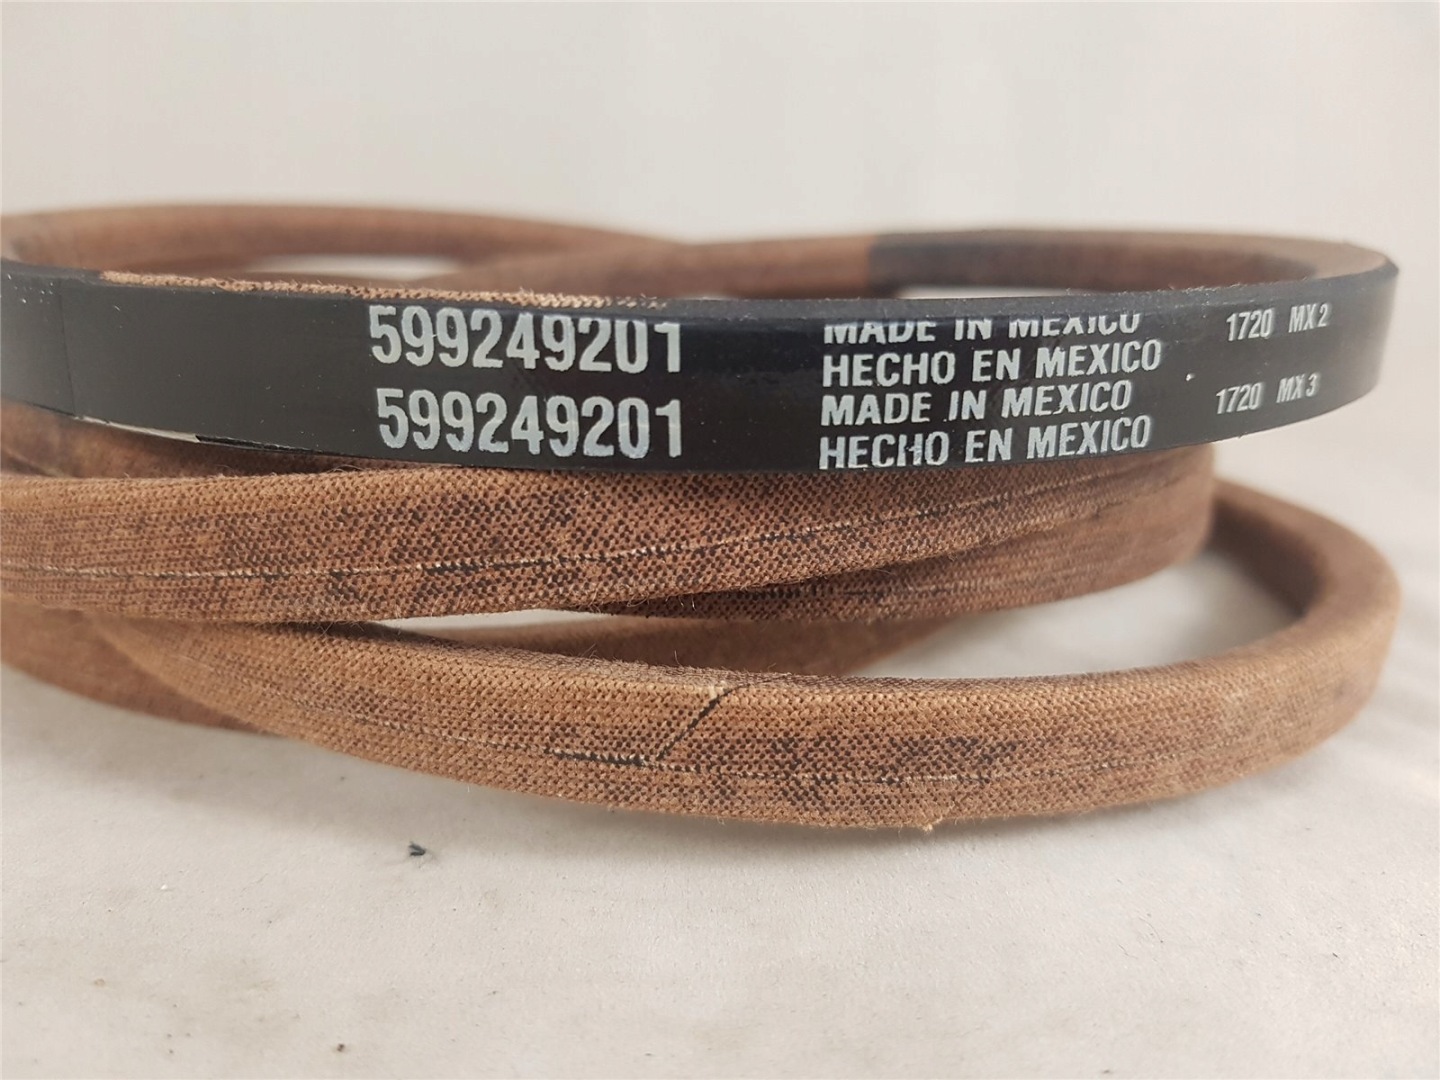 599249201 MADE IN MEXICO 1720 MX 2
HECHO EN MEXICO
599249201 MADE IN MEXICO 1720 MX 3
HECHO EN MEXICO